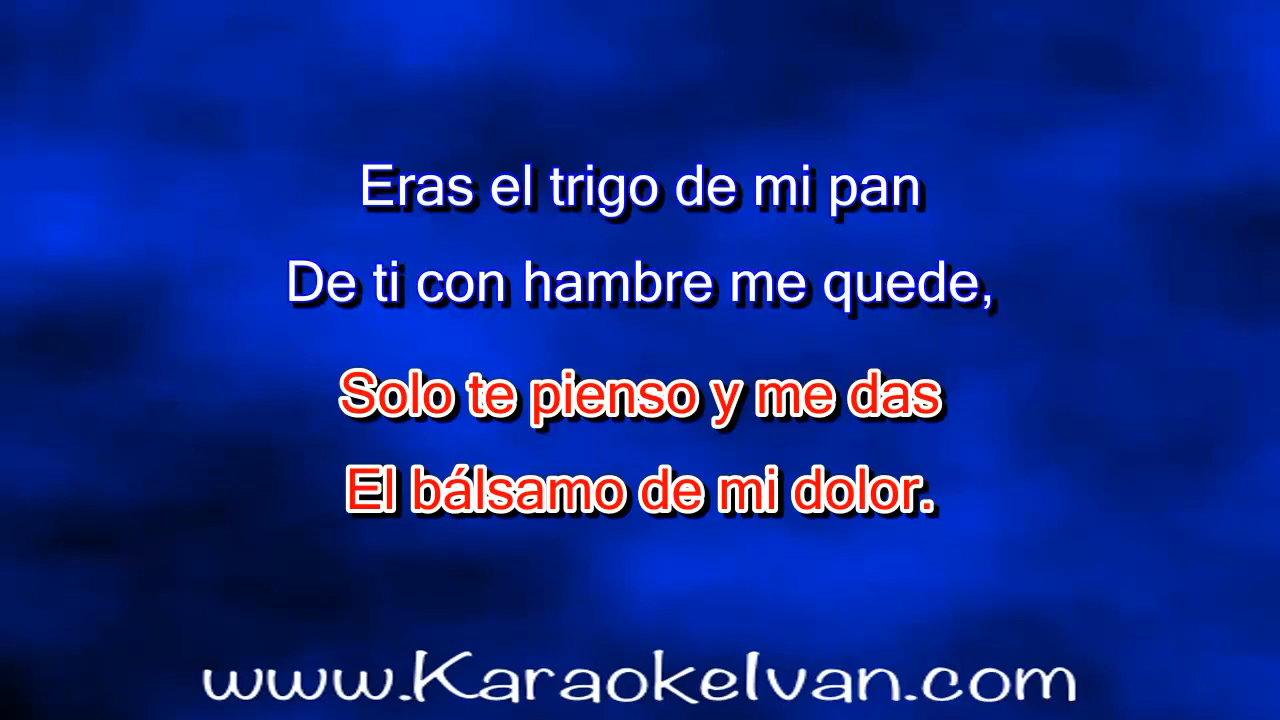 Eras el trigo de mi pan
De ti con hambre me quede,
Solo te pienso y me das
El bálsamo de mi dolor.
www.KaraokeIvan.com